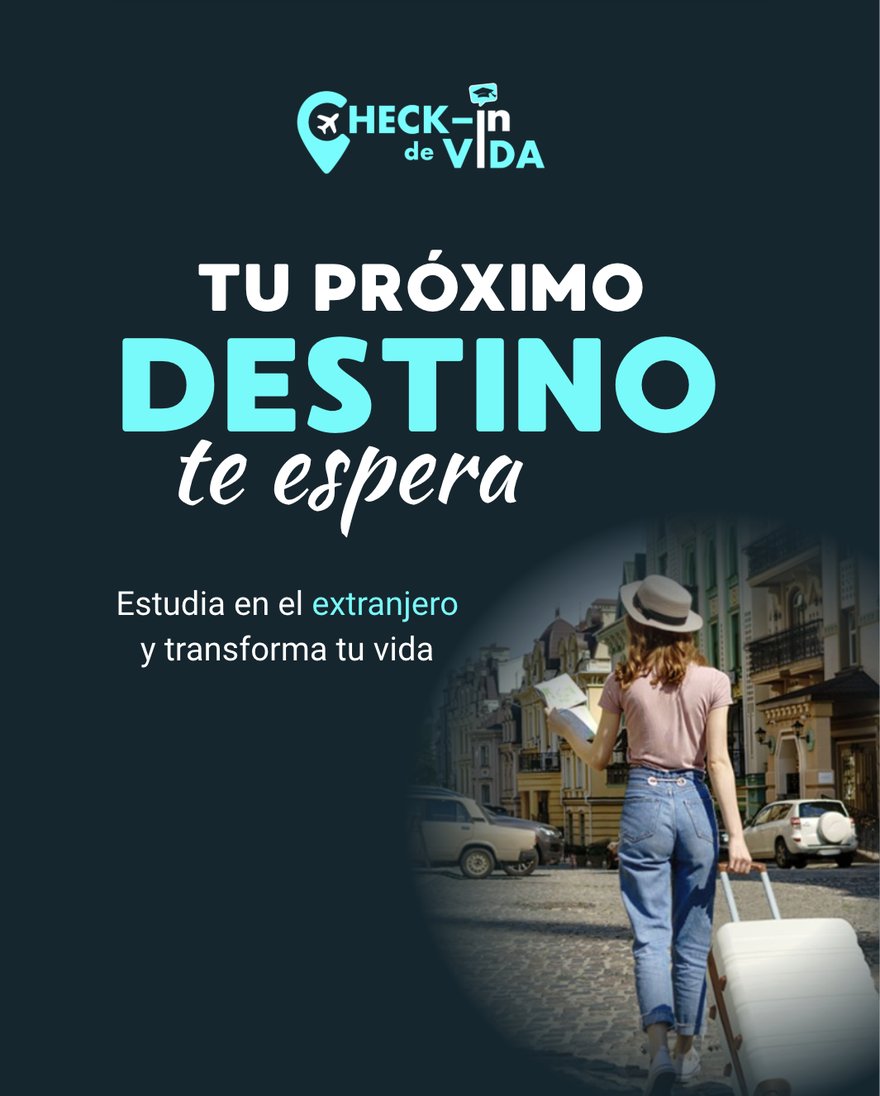 CHECK-in
de VIDA
TU PRÓXIMO
DESTINO
te espera
Estudia en el extranjero
y transforma tu vida